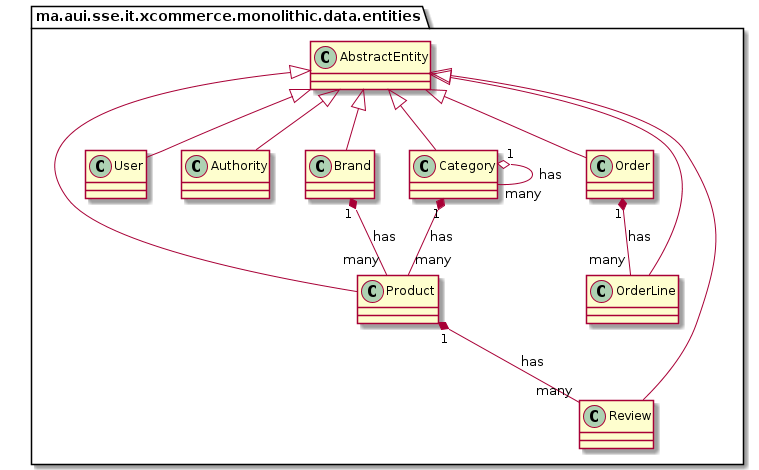 ma.aui.sse.it.xcommerce.monolithic.data.entities
C AbstractEntity
C User
C Authority
C Brand
C Category
C Order
1
has
many
1
1
1
has
has
has
many
many
many
C Product
C OrderLine
1
has
many
C Review